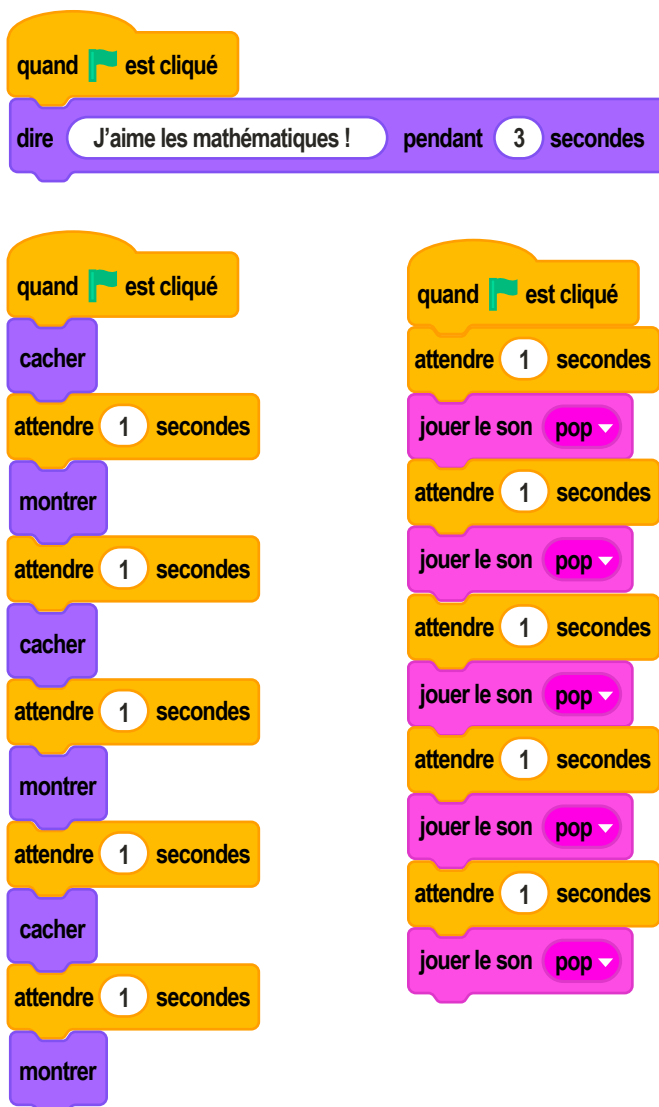 quand est cliqué
dire J’aime les mathématiques ! pendant 3 secondes
quand est cliqué
cacher
attendre 1 secondes
montrer
attendre 1 secondes
cacher
attendre 1 secondes
montrer
attendre 1 secondes
cacher
attendre 1 secondes
montrer
quand est cliqué
attendre 1 secondes
jouer le son pop
attendre 1 secondes
jouer le son pop
attendre 1 secondes
jouer le son pop
attendre 1 secondes
jouer le son pop
attendre 1 secondes
jouer le son pop